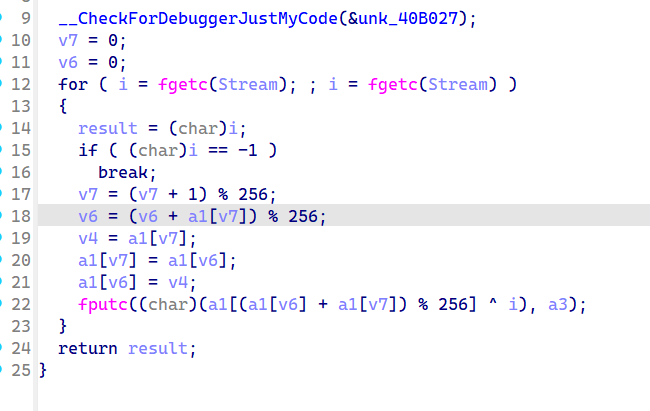 9 __CheckForDebuggerJustMyCode(&unk_40B027);
10 v7 = 0;
11 v6 = 0;
12 for ( i = fgetc(Stream); ; i = fgetc(Stream) )
13 {
14 result = (char)i;
15 if ( (char)i == -1 )
16 break;
17 v7 = (v7 + 1) % 256;
18 v6 = (v6 + a1[v7]) % 256;
19 v4 = a1[v7];
20 a1[v7] = a1[v6];
21 a1[v6] = v4;
22 fputc((char)(a1[(a1[v6] + a1[v7]) % 256] ^ i), a3);
23 }
24 return result;
25 }